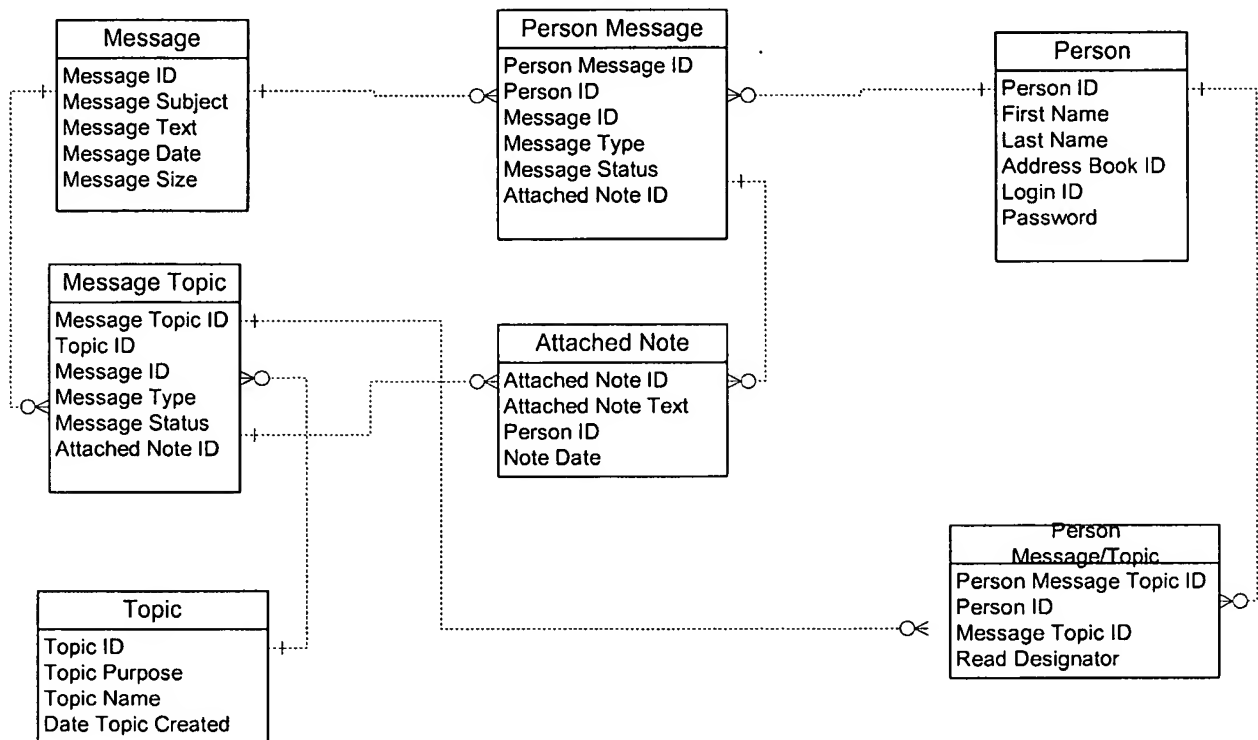 Message
Message ID
Message Subject
Message Text
Message Date
Message Size
Person Message
Person Message ID
Person ID
Message ID
Message Type
Message Status
Attached Note ID
Person
Person ID
First Name
Last Name
Address Book ID
Login ID
Password
Message Topic
Message Topic ID
Topic ID
Message ID
Message Type
Message Status
Attached Note ID
Attached Note
Attached Note ID
Attached Note Text
Person ID
Note Date
Person
Message/Topic
Person Message Topic ID
Person ID
Message Topic ID
Read Designator
Topic
Topic ID
Topic Purpose
Topic Name
Date Topic Created